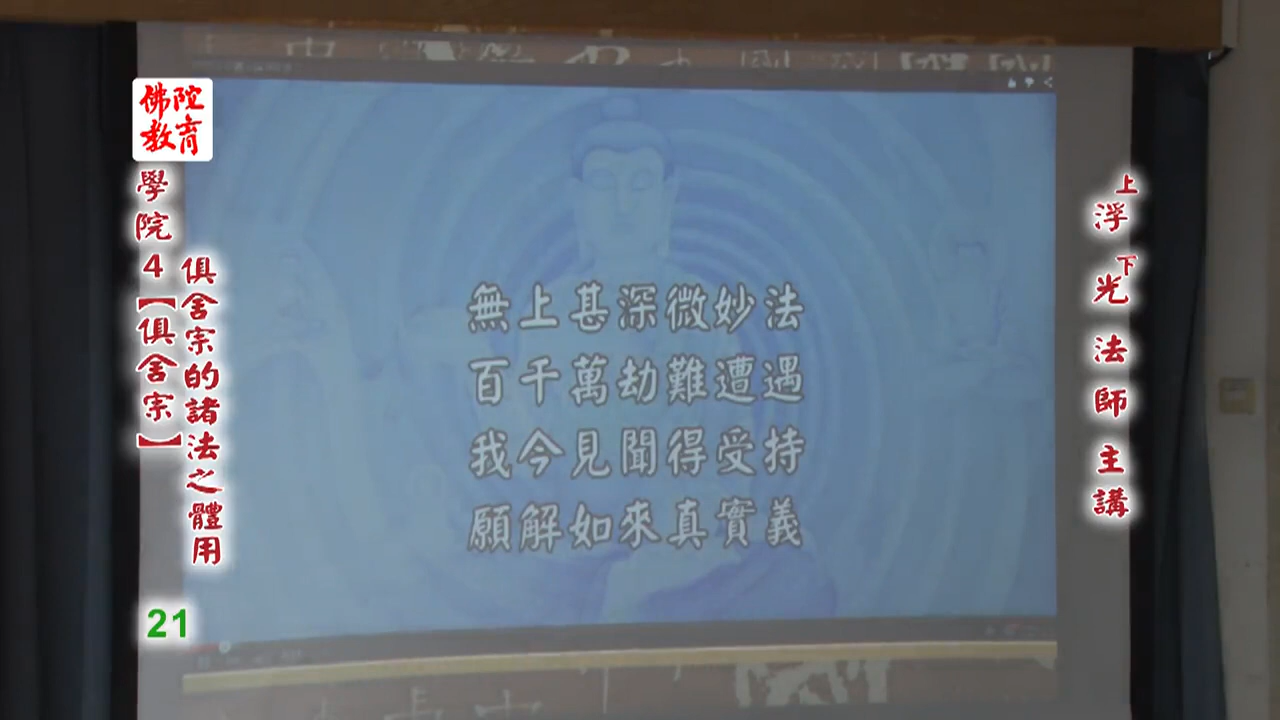 佛陀
教育
學院4【俱舍宗】
俱舍宗的諸法之體用
21
無上甚深微妙法
百千萬劫難遭遇
我今見聞得受持
願解如來真實義
上浮下光法師主講